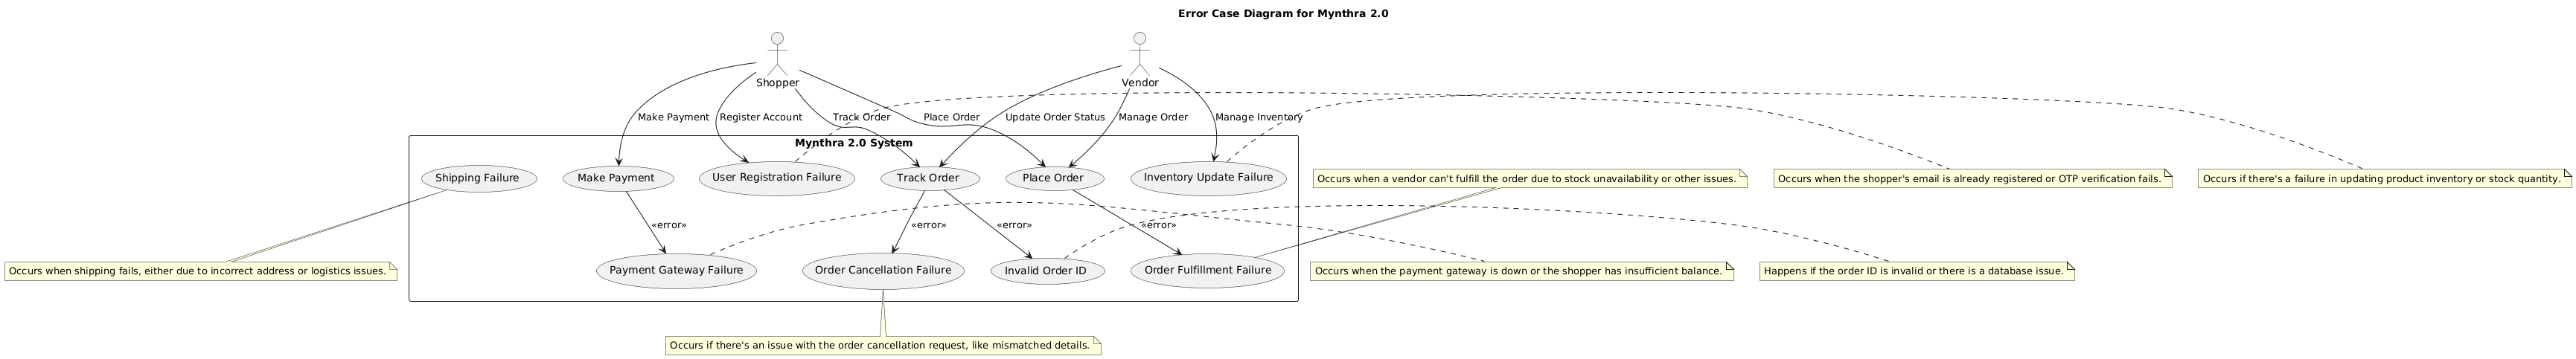 Error Case Diagram for Mynthra 2.0
Shopper
Vendor
Make Payment
Register Account
Track Order
Place Order
Update Order Status
Manage Order
Manage Inventory
Mynthra 2.0 System
Shipping Failure
Make Payment
User Registration Failure
Track Order
Place Order
Inventory Update Failure
Occurs when a vendor can't fulfill the order due to stock unavailability or other issues.
Occurs when the shopper's email is already registered or OTP verification fails.
Occurs if there's a failure in updating product inventory or stock quantity.
«error»
«error»
«error»
«error»
Occurs when shipping fails, either due to incorrect address or logistics issues.
Payment Gateway Failure
Order Cancellation Failure
Invalid Order ID
Order Fulfillment Failure
Occurs when the payment gateway is down or the shopper has insufficient balance.
Happens if the order ID is invalid or there is a database issue.
Occurs if there's an issue with the order cancellation request, like mismatched details.